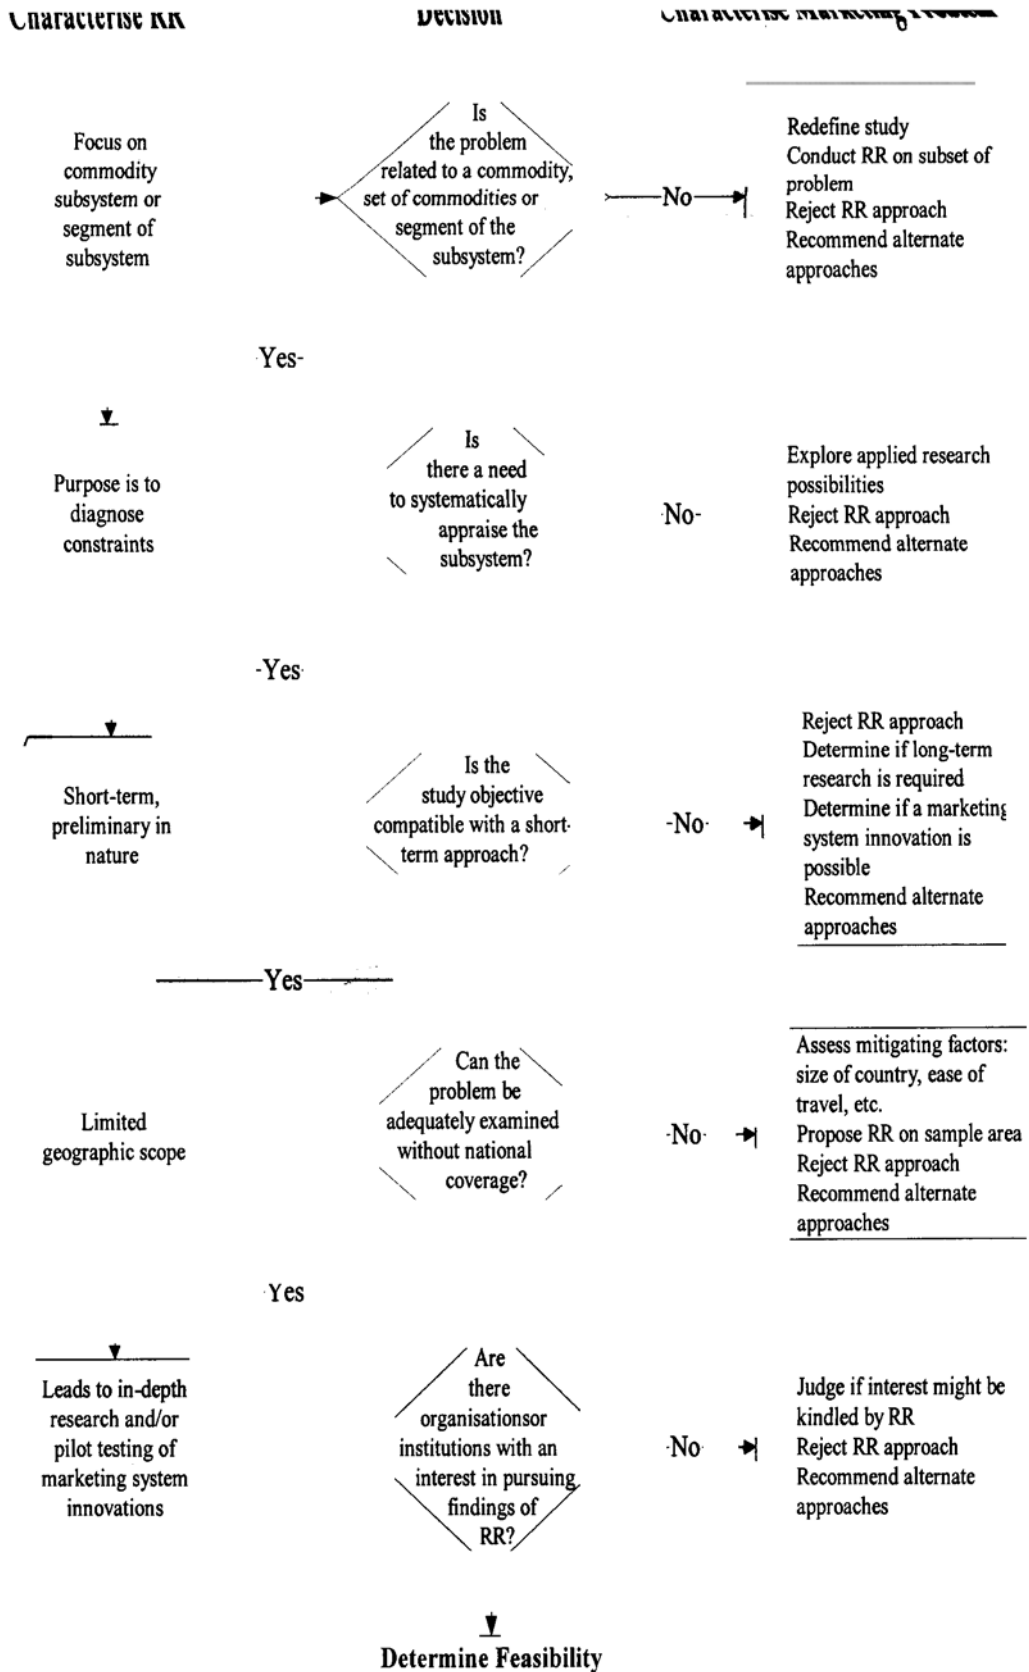 Characterise RR
Decision
Characterise Marketing Problem
Focus on
commodity
subsystem or
segment of
subsystem
Is
the problem
related to a commodity,
set of commodities or
segment of the
subsystem?
No
Redefine study
Conduct RR on subset of
problem
Reject RR approach
Recommend alternate
approaches
Yes
Purpose is to
diagnose
constraints
Is
there a need
to systematically
appraise the
subsystem?
No
Explore applied research
possibilities
Reject RR approach
Recommend alternate
approaches
Yes
Short-term,
preliminary in
nature
Is the
study objective
compatible with a short-
term approach?
No
Reject RR approach
Determine if long-term
research is required
Determine if a marketing
system innovation is
possible
Recommend alternate
approaches
Yes
Limited
geographic scope
Can the
problem be
adequately examined
without national
coverage?
No
Assess mitigating factors:
size of country, ease of
travel, etc.
Propose RR on sample area
Reject RR approach
Recommend alternate
approaches
Yes
Leads to in-depth
research and/or
pilot testing of
marketing system
innovations
Are
there
organisationsor
institutions with an
interest in pursuing
findings of
RR?
No
Judge if interest might be
kindled by RR
Reject RR approach
Recommend alternate
approaches
Determine Feasibility